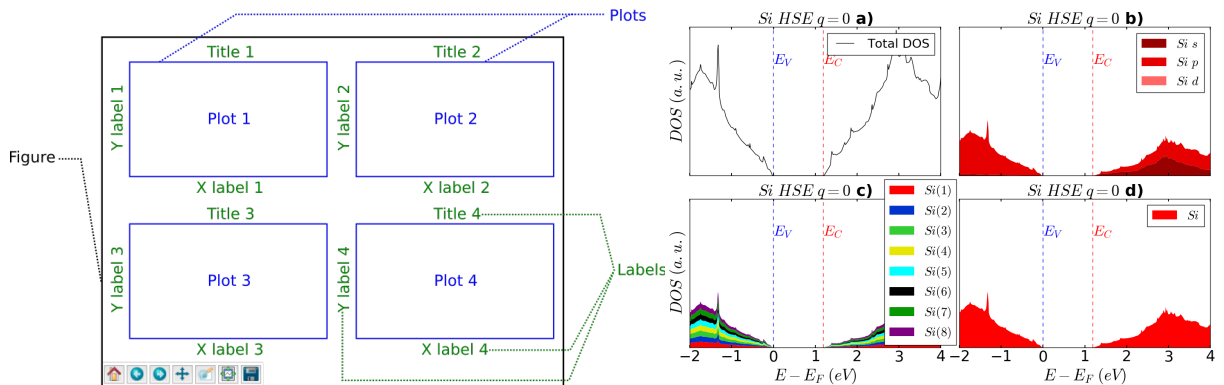 Plots
Title 1
Title 2
Y label 1
Plot 1
Y label 2
Plot 2
Figure
X label 1
X label 2
Title 3
Title 4
Y label 3
Plot 3
Y label 4
Plot 4
Labels
X label 3
X label 4
Si HSE q=0 a)
Total DOS
E_V
E_C
DOS (a.u.)
Si HSE q=0 b)
Si s
Si p
Si d
E_V
E_C
Si HSE q=0 c)
Si(1)
Si(2)
Si(3)
Si(4)
Si(5)
Si(6)
Si(7)
Si(8)
E_V
E_C
DOS (a.u.)
−2 −1 0 1 2 3 4
E−E_F (eV)
Si HSE q=0 d)
Si
E_V
E_C
−2 −1 0 1 2 3 4
E−E_F (eV)